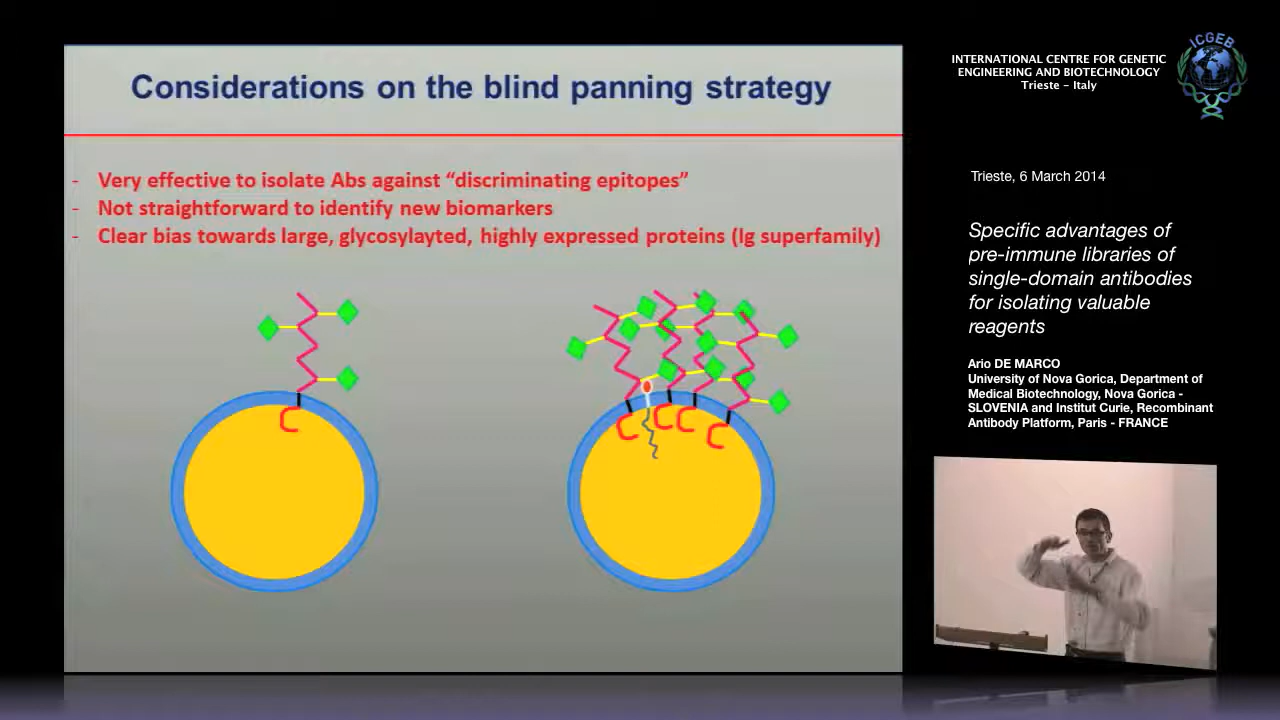 Considerations on the blind panning strategy
- Very effective to isolate Abs against “discriminating epitopes”
- Not straightforward to identify new biomarkers
- Clear bias towards large, glycosylayted, highly expressed proteins (Ig superfamily)
INTERNATIONAL CENTRE FOR GENETIC
ENGINEERING AND BIOTECHNOLOGY
Trieste - Italy
ICGEB
Trieste, 6 March 2014
Specific advantages of
pre-immune libraries of
single-domain antibodies
for isolating valuable
reagents
Ario DE MARCO
University of Nova Gorica, Department of
Medical Biotechnology, Nova Gorica -
SLOVENIA and Institut Curie, Recombinant
Antibody Platform, Paris - FRANCE